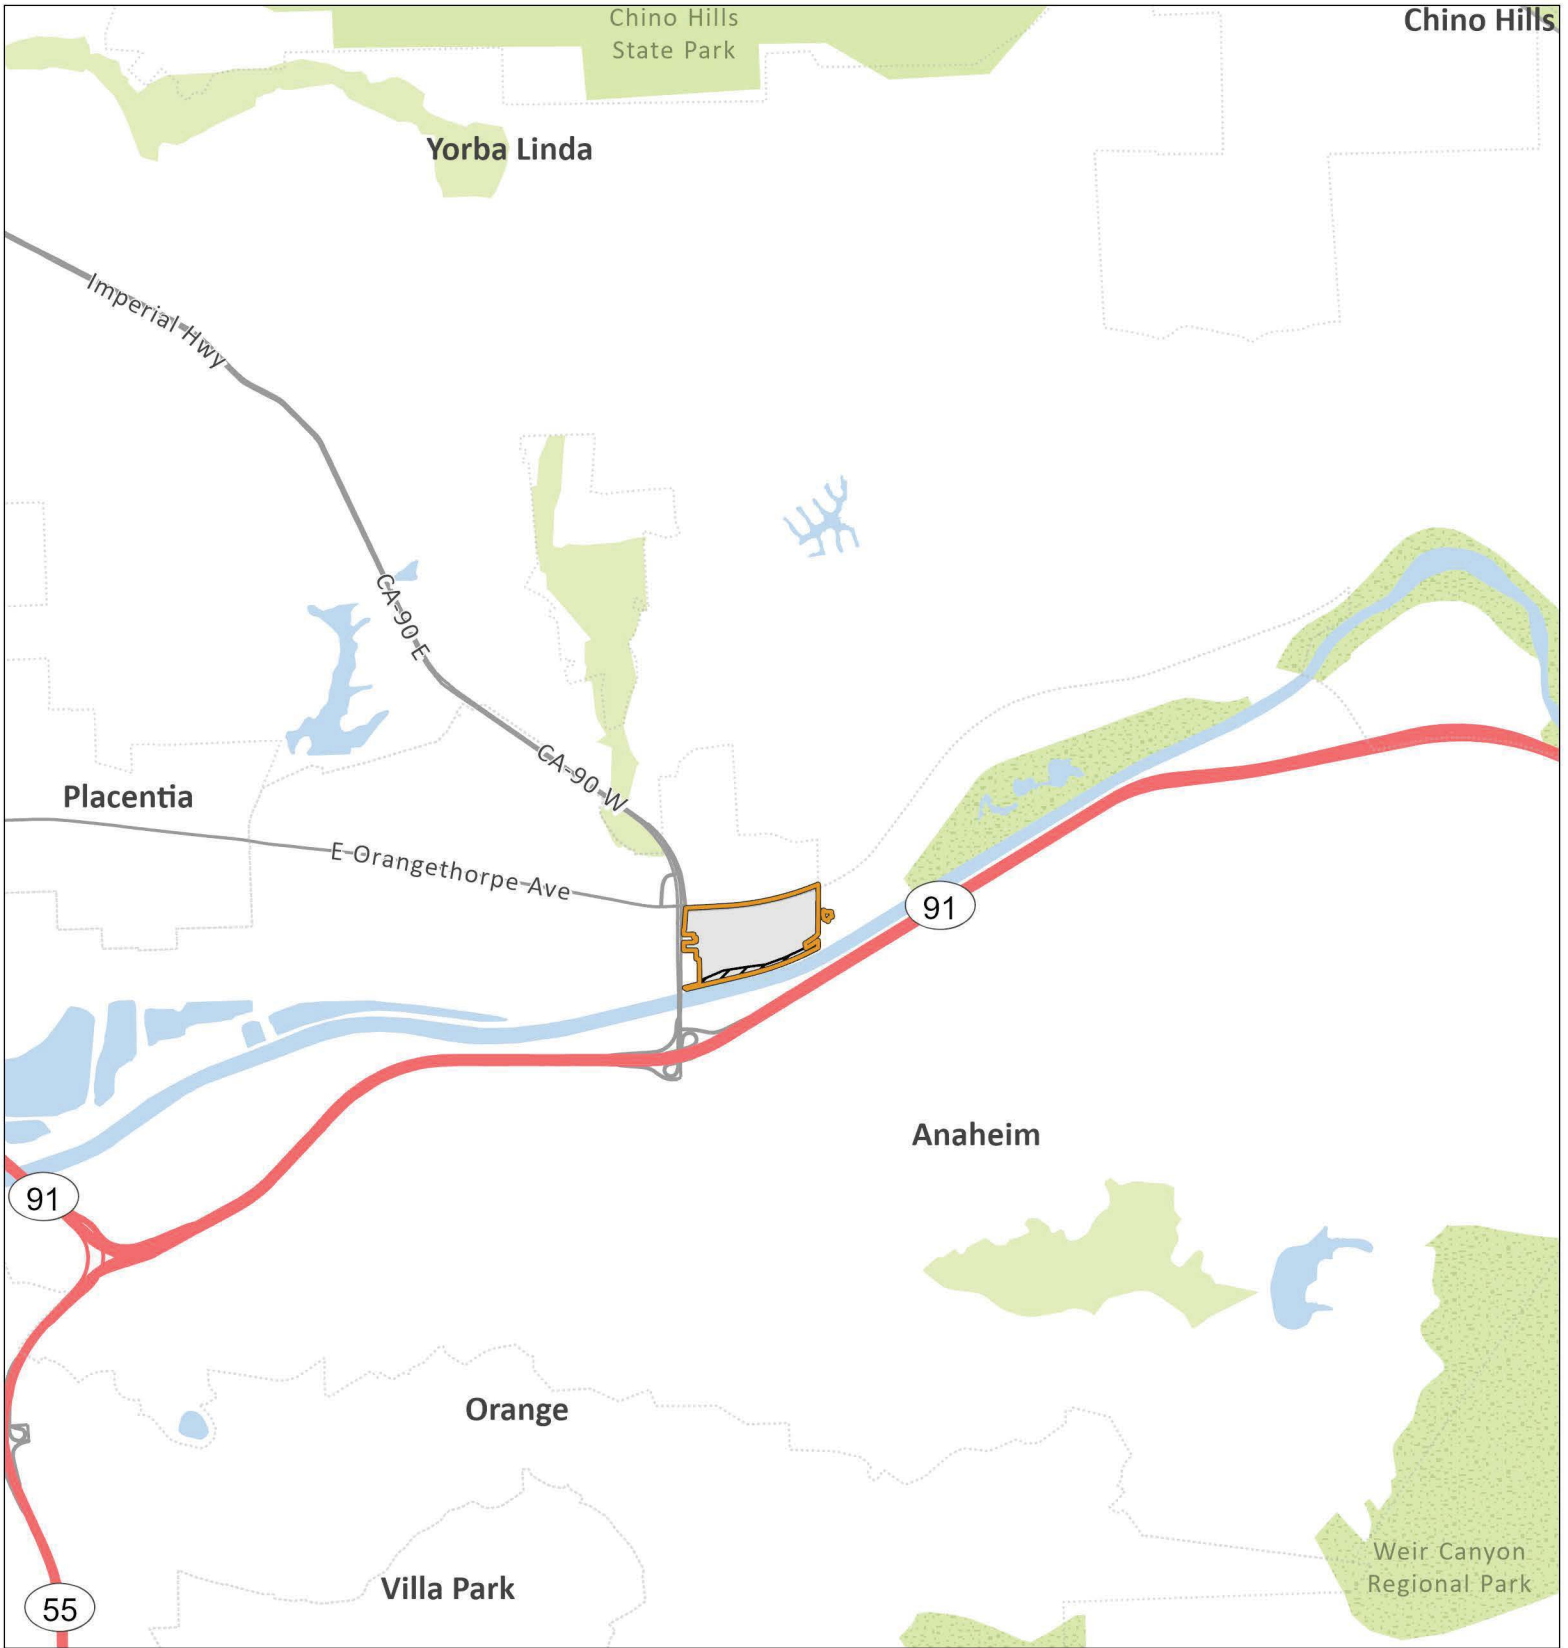 Chino Hills
State Park
Chino Hills
Yorba Linda
Imperial Hwy
CA-90 E
CA-90 W
Placentia
E Orangethorpe Ave
91
Anaheim
91
Orange
Weir Canyon
Regional Park
Villa Park
55